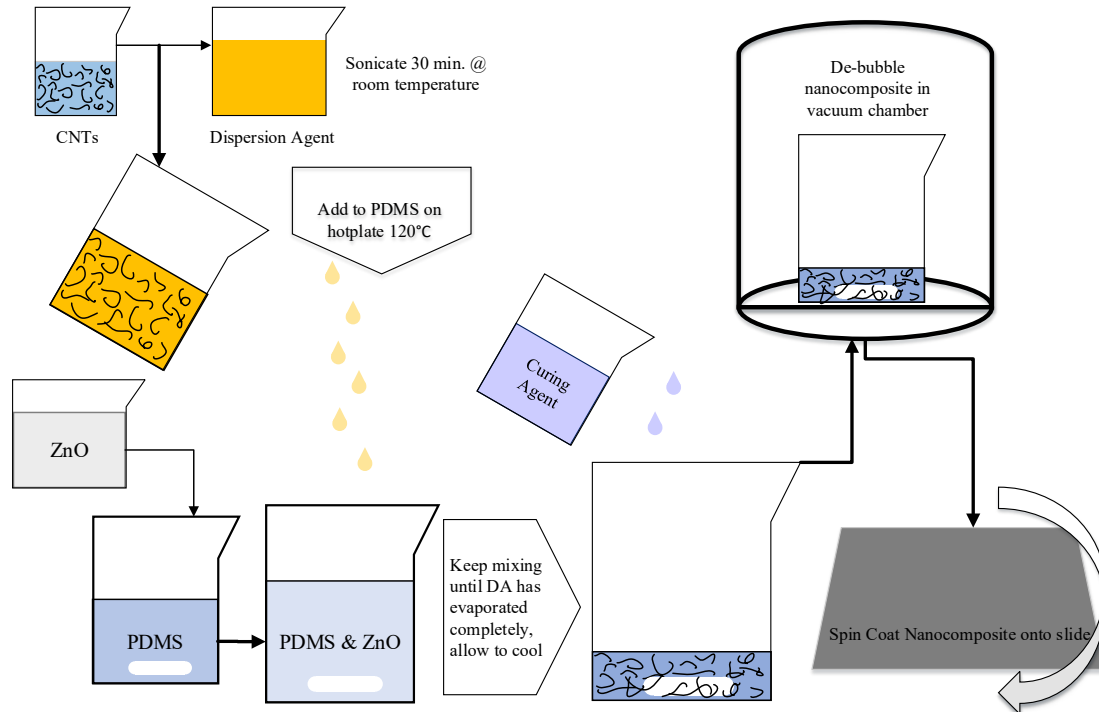 CNTs
Dispersion Agent
Sonicate 30 min. @
room temperature
Add to PDMS on
hotplate 120℃
ZnO
PDMS
PDMS & ZnO
Keep mixing
until DA has
evaporated
completely,
allow to cool
Curing
Agent
De-bubble
nanocomposite in
vacuum chamber
Spin Coat Nanocomposite onto slide